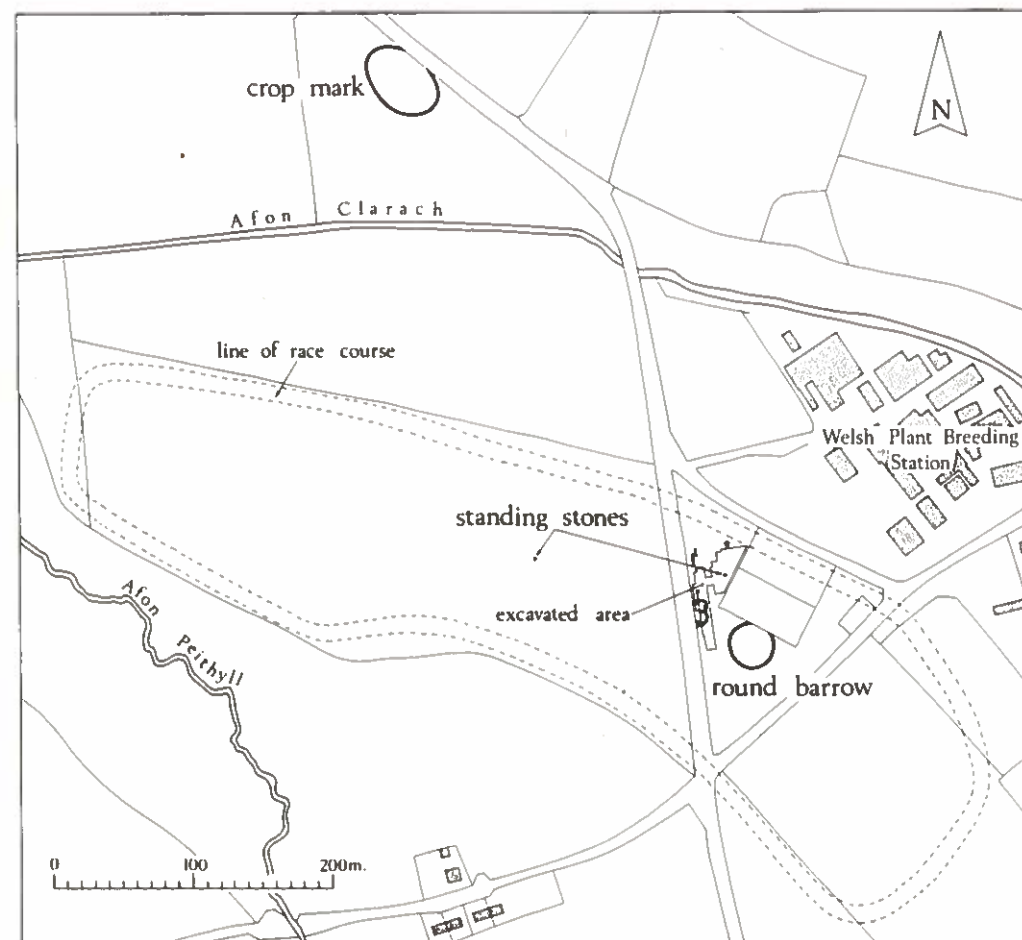 crop mark
N
Afon Clarach
line of race course
Welsh Plant Breeding
Station
standing stones
excavated area
Afon Peithyll
round barrow
0 100 200m.